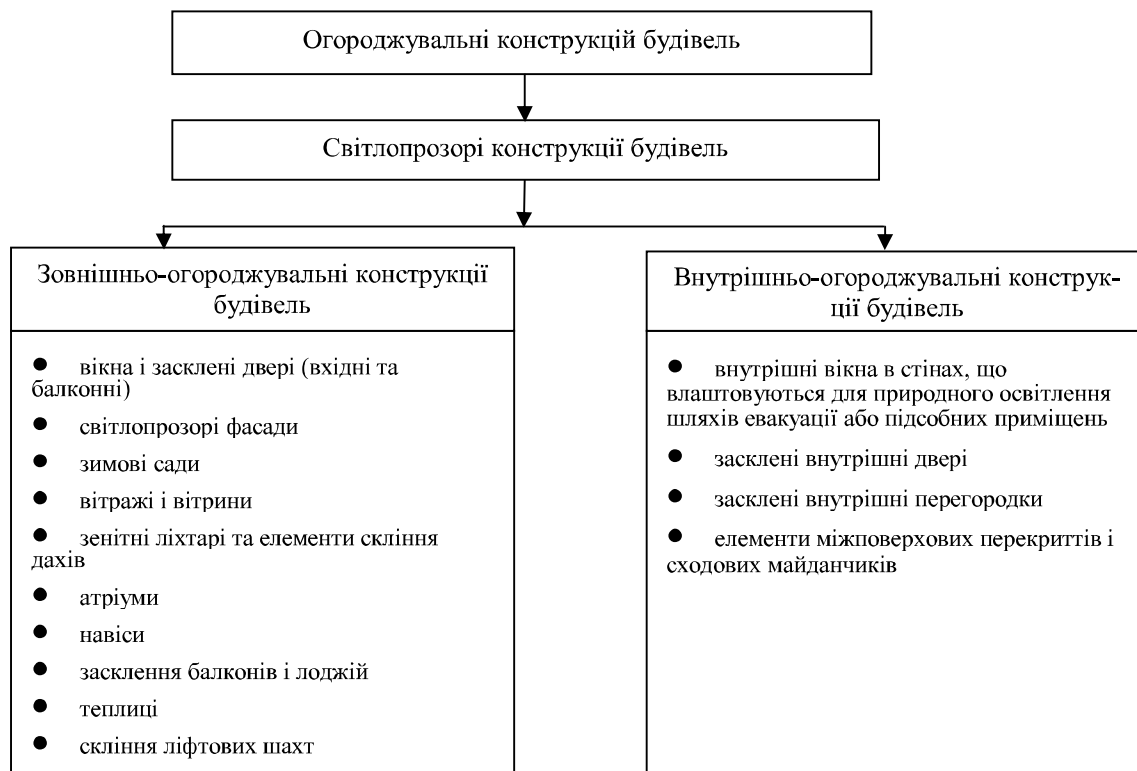 Огороджувальні конструкцій будівель
Світлопрозорі конструкції будівель
Зовнішньо-огороджувальні конструкції
будівель
● вікна і засклені двері (вхідні та
балконні)
● світлопрозорі фасади
● зимові сади
● вітражі і вітрини
● зенітні ліхтарі та елементи скління
дахів
● атріуми
● навіси
● засклення балконів і лоджій
● теплиці
● скління ліфтових шахт
Внутрішньо-огороджувальні конструк-
ції будівель
● внутрішні вікна в стінах, що
влаштовуються для природного освітлення
шляхів евакуації або підсобних приміщень
● засклені внутрішні двері
● засклені внутрішні перегородки
● елементи міжповерхових перекриттів і
сходових майданчиків